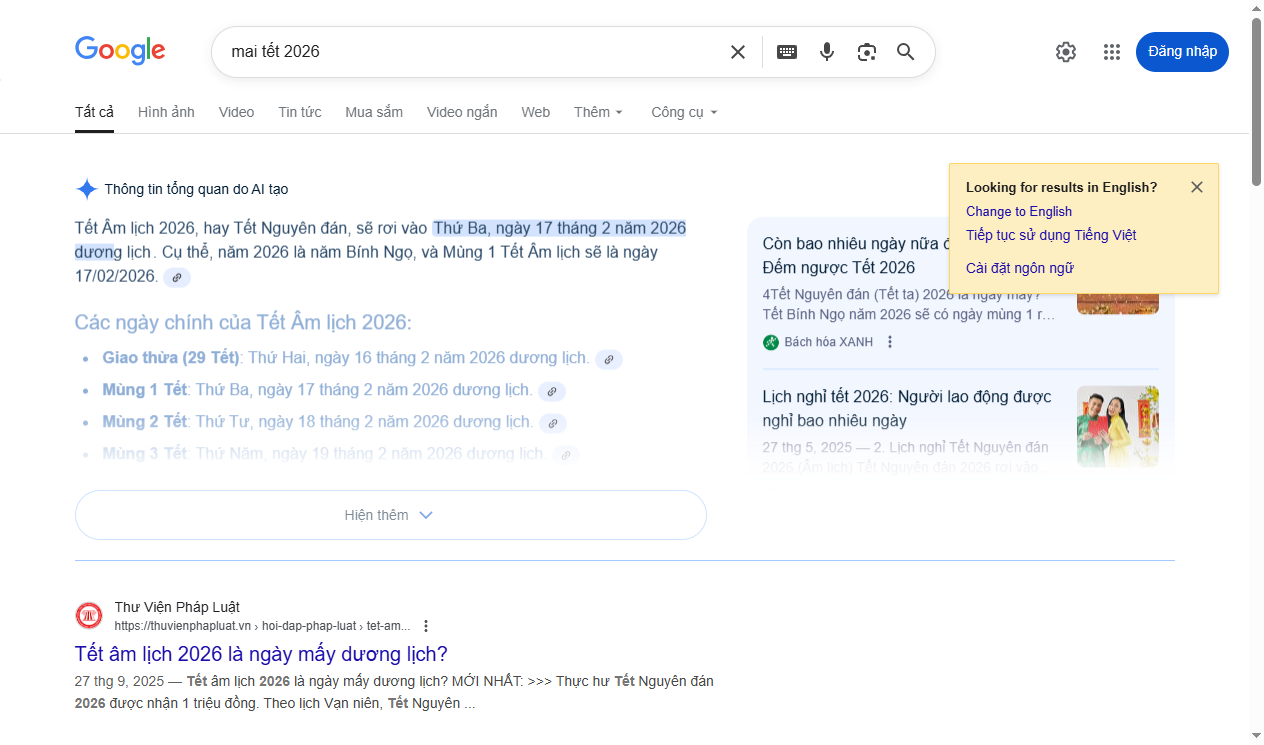 Google
mai tết 2026
Đăng nhập
Tất cả
Hình ảnh
Video
Tin tức
Mua sắm
Video ngắn
Web
Thêm
Công cụ
Thông tin tổng quan do AI tạo
Tết Âm lịch 2026, hay Tết Nguyên đán, sẽ rơi vào Thứ Ba, ngày 17 tháng 2 năm 2026
dương lịch. Cụ thể, năm 2026 là năm Bính Ngọ, và Mùng 1 Tết Âm lịch sẽ là ngày
17/02/2026.
Các ngày chính của Tết Âm lịch 2026:
Giao thừa (29 Tết): Thứ Hai, ngày 16 tháng 2 năm 2026 dương lịch.
Mùng 1 Tết: Thứ Ba, ngày 17 tháng 2 năm 2026 dương lịch.
Mùng 2 Tết: Thứ Tư, ngày 18 tháng 2 năm 2026 dương lịch.
Mùng 3 Tết: Thứ Năm, ngày 19 tháng 2 năm 2026 dương lịch.
Hiện thêm
Looking for results in English?
Change to English
Tiếp tục sử dụng Tiếng Việt
Cài đặt ngôn ngữ
Còn bao nhiêu ngày nữa
Đếm ngược Tết 2026
4Tết Nguyên đán (Tết ta) 2026 là ngày mấy?
Tết Bính Ngọ năm 2026 sẽ có ngày mùng 1 r...
Bách hóa XANH
Lịch nghỉ tết 2026: Người lao động được
nghỉ bao nhiêu ngày
27 thg 5, 2025 — 2. Lịch nghỉ Tết Nguyên đán
2026 (Âm lịch) Tết Nguyên đán 2026 rơi vào...
Thư Viện Pháp Luật
https://thuvienphapluat.vn › hoi-dap-phap-luat › tet-am...
Tết âm lịch 2026 là ngày mấy dương lịch?
27 thg 9, 2025 — Tết âm lịch 2026 là ngày mấy dương lịch? MỚI NHẤT: >>> Thực hư Tết Nguyên đán
2026 được nhận 1 triệu đồng. Theo lịch Vạn niên, Tết Nguyên ...